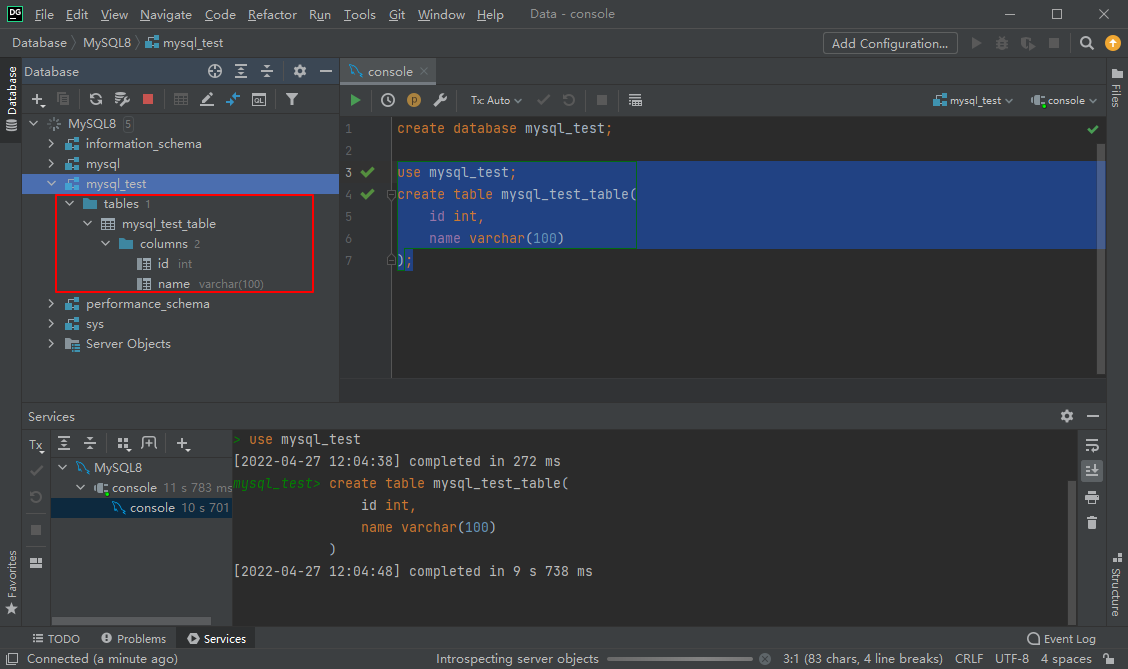 DG File Edit View Navigate Code Refactor Run Tools Git Window Help Data - console
Database MySQL8 mysql_test Add Configuration...
Database
Database
console
Files
Tx: Auto mysql_test console
MySQL8 5
information_schema
mysql
mysql_test
tables 1
mysql_test_table
columns 2
id int
name varchar(100)
performance_schema
sys
Server Objects
1 create database mysql_test;
2
3 use mysql_test;
4 create table mysql_test_table(
5 id int,
6 name varchar(100)
7 );
Services
Tx
MySQL8
console 11 s 783 ms
console 10 s 701
> use mysql_test
[2022-04-27 12:04:38] completed in 272 ms
mysql_test> create table mysql_test_table(
id int,
name varchar(100)
)
[2022-04-27 12:04:48] completed in 9 s 738 ms
Favorites
Structure
TODO Problems Services Event Log
Connected (a minute ago) Introspecting server objects 3:1 (83 chars, 4 line breaks) CRLF UTF-8 4 spaces